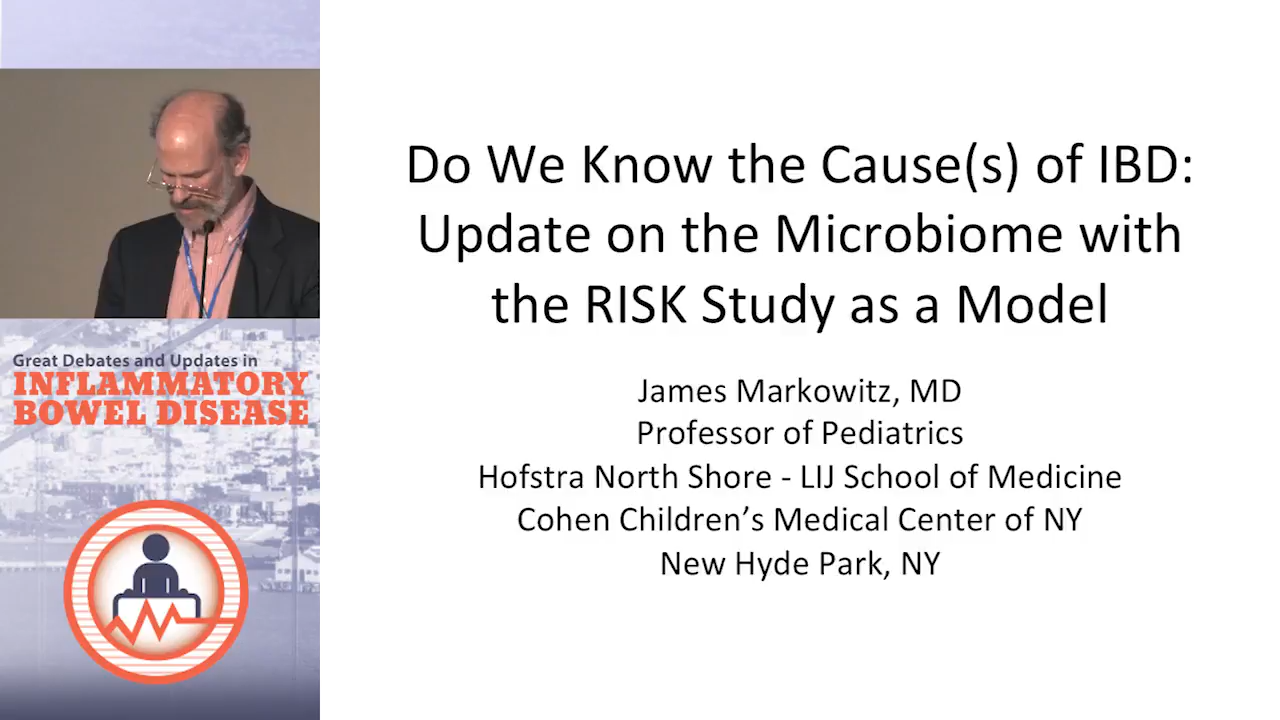 Great Debates and Updates in
INFLAMMATORY
BOWEL DISEASE
Do We Know the Cause(s) of IBD:
Update on the Microbiome with
the RISK Study as a Model
James Markowitz, MD
Professor of Pediatrics
Hofstra North Shore - LIJ School of Medicine
Cohen Children’s Medical Center of NY
New Hyde Park, NY